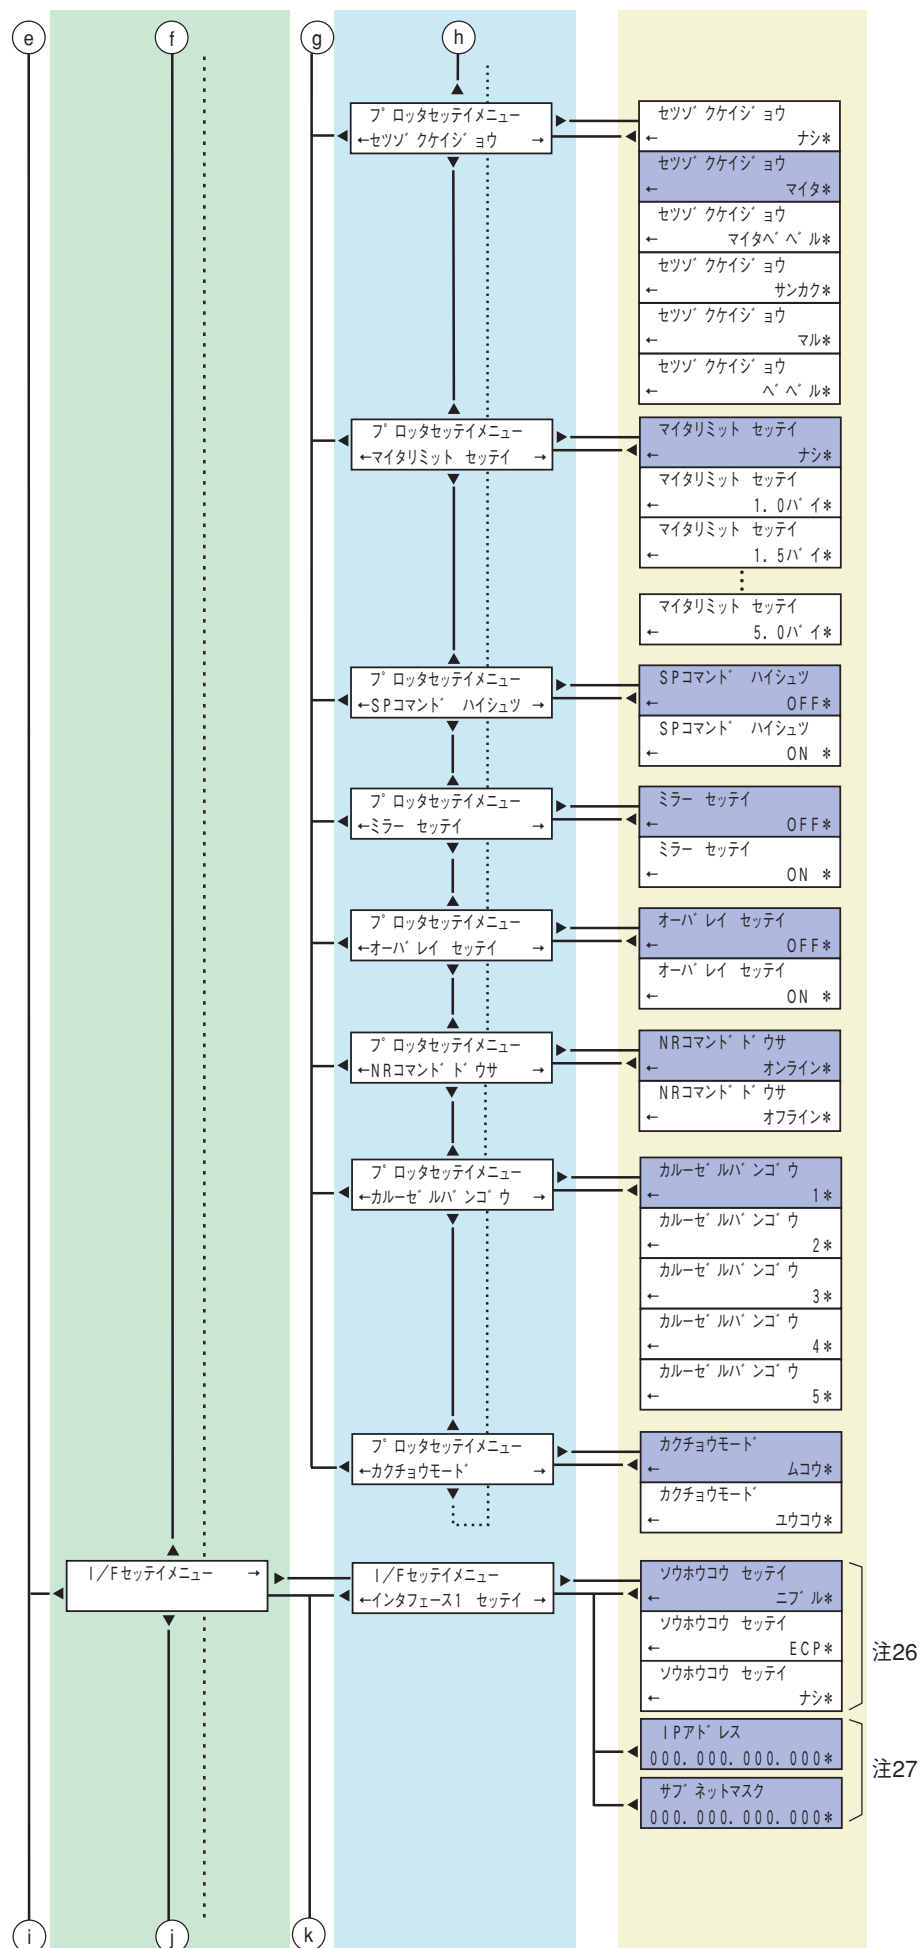 e
f
g
h
プロッタセッテイメニュー
←セツゾクケイジョウ →
セツゾクケイジョウ
← ナシ*
セツゾクケイジョウ
← マイタ*
セツゾクケイジョウ
← マイタベベル*
セツゾクケイジョウ
← サンカク*
セツゾクケイジョウ
← マル*
セツゾクケイジョウ
← ベベル*
プロッタセッテイメニュー
←マイタリミット セッテイ →
マイタリミット セッテイ
← ナシ*
マイタリミット セッテイ
← 1.0バイ*
マイタリミット セッテイ
← 1.5バイ*
マイタリミット セッテイ
← 5.0バイ*
プロッタセッテイメニュー
←SPコマンド ハイシュツ →
SPコマンド ハイシュツ
← OFF*
SPコマンド ハイシュツ
← ON *
プロッタセッテイメニュー
←ミラー セッテイ →
ミラー セッテイ
← OFF*
ミラー セッテイ
← ON *
プロッタセッテイメニュー
←オーバレイ セッテイ →
オーバレイ セッテイ
← OFF*
オーバレイ セッテイ
← ON *
プロッタセッテイメニュー
←NRコマンドドウサ →
NRコマンドドウサ
← オンライン*
NRコマンドドウサ
← オフライン*
プロッタセッテイメニュー
←カルーゼルバンゴウ →
カルーゼルバンゴウ
← 1*
カルーゼルバンゴウ
← 2*
カルーゼルバンゴウ
← 3*
カルーゼルバンゴウ
← 4*
カルーゼルバンゴウ
← 5*
プロッタセッテイメニュー
←カクチョウモード →
カクチョウモード
← ムコウ*
カクチョウモード
← ユウコウ*
I/Fセッテイメニュー →
I/Fセッテイメニュー
←インタフェース1 セッテイ →
ソウホウコウ セッテイ
← ニブル*
ソウホウコウ セッテイ
← ECP*
ソウホウコウ セッテイ
← ナシ*
注26
IPアドレス
000.000.000.000*
サブネットマスク
000.000.000.000*
注27
i
j
k